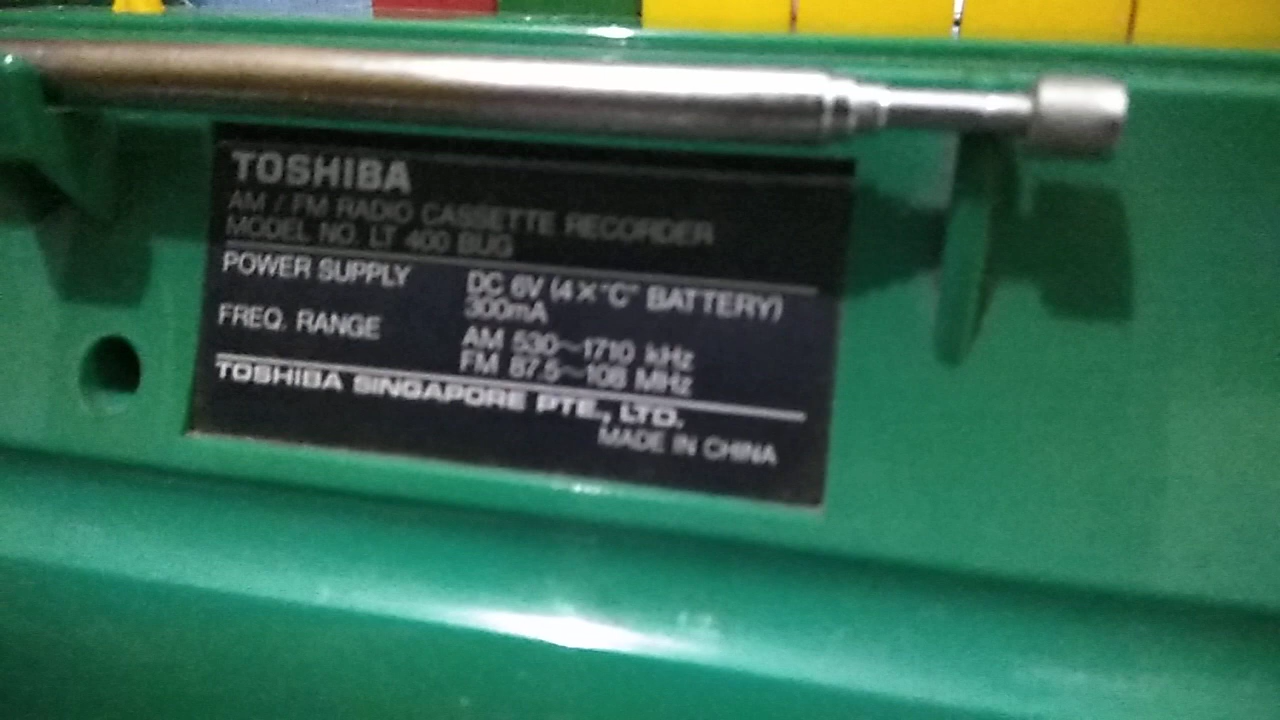 TOSHIBA
AM / FM RADIO CASSETTE RECORDER
MODEL NO. LT 400 BUG
POWER SUPPLY DC 6V (4×"C" BATTERY)
300mA
FREQ. RANGE AM 530~1710 kHz
FM 87.5~108 MHz
TOSHIBA SINGAPORE PTE., LTD.
MADE IN CHINA